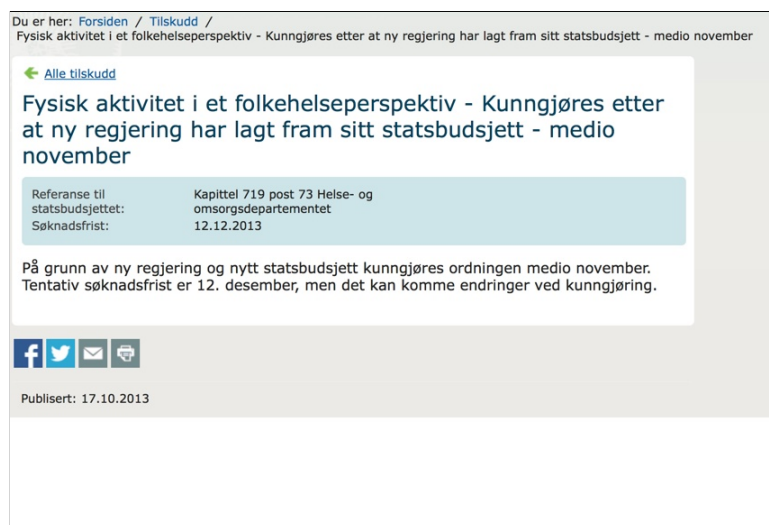 Du er her: Forsiden / Tilskudd /
Fysisk aktivitet i et folkehelseperspektiv - Kunngjøres etter at ny regjering har lagt fram sitt statsbudsjett - medio november
Alle tilskudd
Fysisk aktivitet i et folkehelseperspektiv - Kunngjøres etter
at ny regjering har lagt fram sitt statsbudsjett - medio
november
Referanse til
statsbudsjettet:
Kapittel 719 post 73 Helse- og
omsorgsdepartementet
Søknadsfrist:
12.12.2013
På grunn av ny regjering og nytt statsbudsjett kunngjøres ordningen medio november.
Tentativ søknadsfrist er 12. desember, men det kan komme endringer ved kunngjøring.
Publisert: 17.10.2013